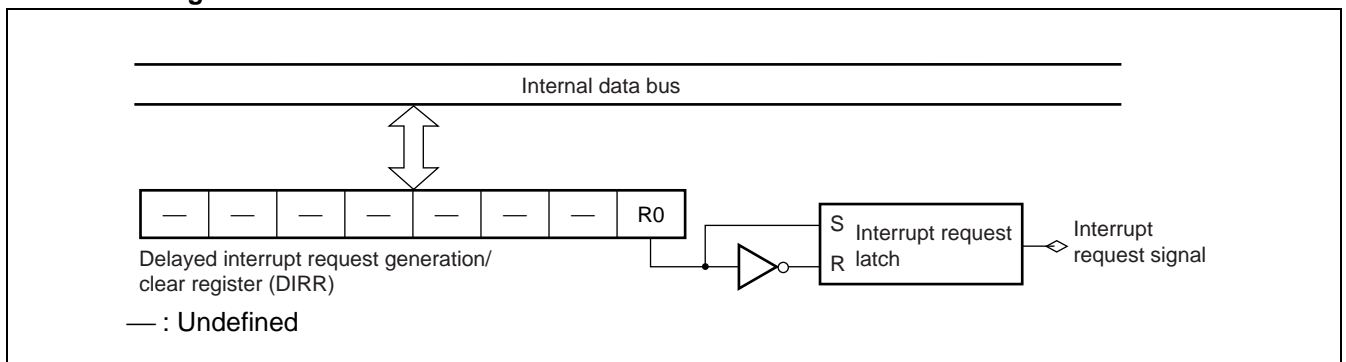 Internal data bus
— — — — — — — R0
Delayed interrupt request generation/
clear register (DIRR)
S
R
Interrupt request
latch
Interrupt
request signal
— : Undefined